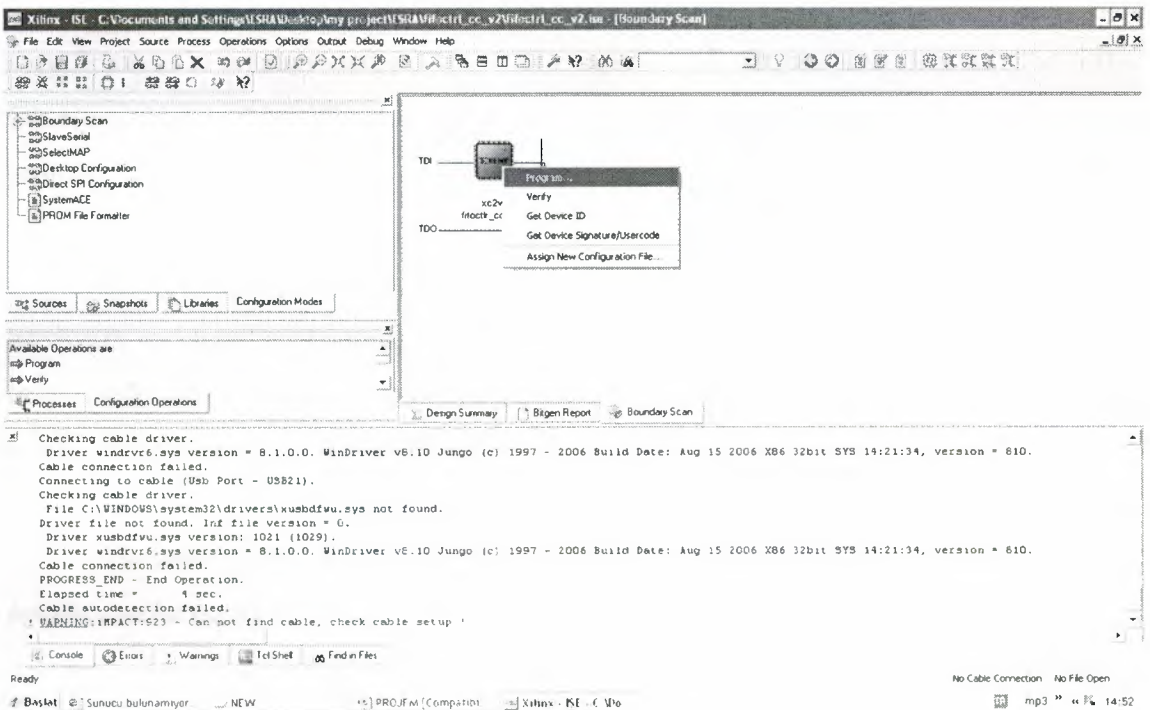 Xilinx - ISE - C:\Documents and Settings\ESRA\Desktop\my project\ESRA\fifoctrl_cc_v2\fifoctrl_cc_v2.ise - [Boundary Scan]
File Edit View Project Source Process Operations Options Output Debug Window Help
Boundary Scan
SlaveSerial
SelectMAP
Desktop Configuration
Direct SPI Configuration
SystemACE
PROM File Formatter
Sources Snapshots Libraries Configuration Modes
Available Operations are
Program
Verify
Processes Configuration Operations
TDI
xc2v
TDO
Program...
Verify
Get Device ID
Get Device Signature/Usercode
Assign New Configuration File...
Design Summary Bitgen Report Boundary Scan
Checking cable driver.
Driver windrvr6.sys version = 8.1.0.0. WinDriver v8.10 Jungo (c) 1997 - 2006 Build Date: Aug 15 2006 X86 32bit SYS 14:21:34, version = 810.
Cable connection failed.
Connecting to cable (Usb Port - USB21).
Checking cable driver.
File C:\WINDOWS\system32\drivers\xusbdfwu.sys not found.
Driver file not found. Inf file version = 0.
Driver xusbdfwu.sys version: 1021 (1029).
Driver windrvr6.sys version = 8.1.0.0. WinDriver v8.10 Jungo (c) 1997 - 2006 Build Date: Aug 15 2006 X86 32bit SYS 14:21:34, version = 810.
Cable connection failed.
PROGRESS_END - End Operation.
Elapsed time = 4 sec.
Cable autodetection failed.
WARNING:iMPACT:923 - Can not find cable, check cable setup !
Console Errors Warnings Tcl Shell Find in Files
Ready No Cable Connection No File Open
Başlat Sunucu bulunamıyor NEW PROJEM [Compatibi Xilinx - ISE - C:\Do mp3 14:52